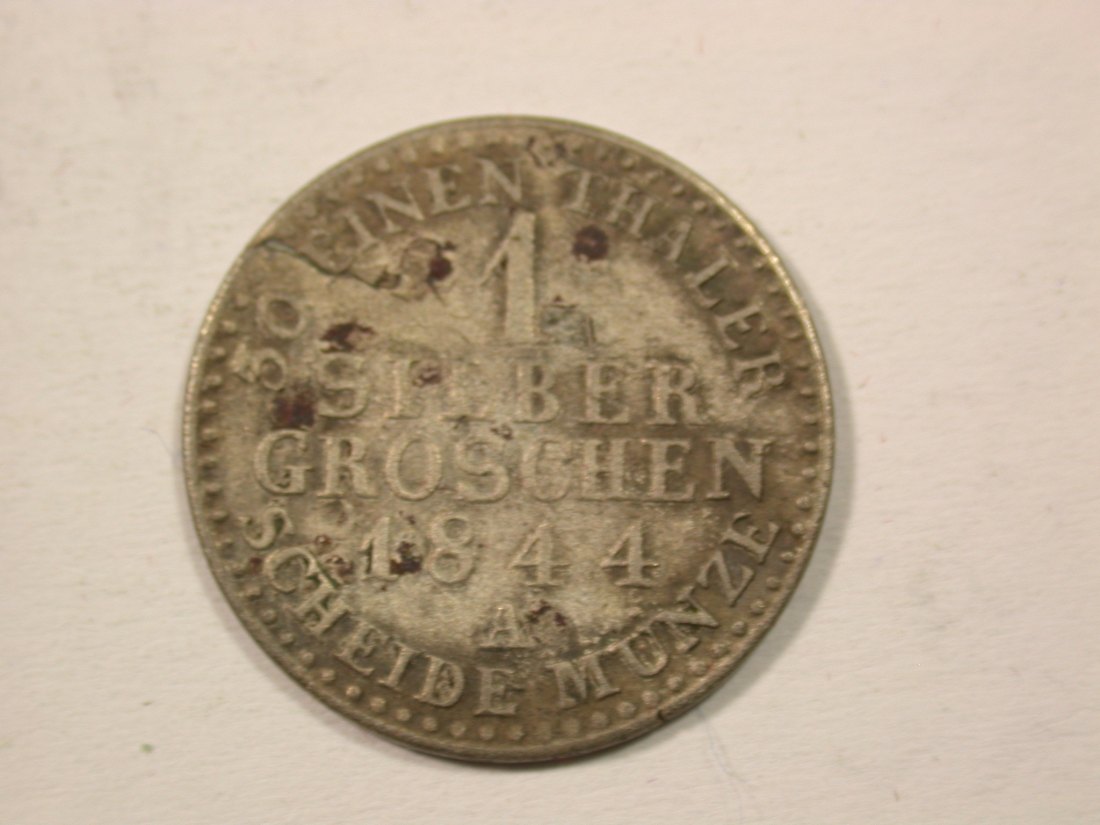 30 EINEN THALER
1
SILBER
GROSCHEN
1844
A
SCHEIDE MÜNZE